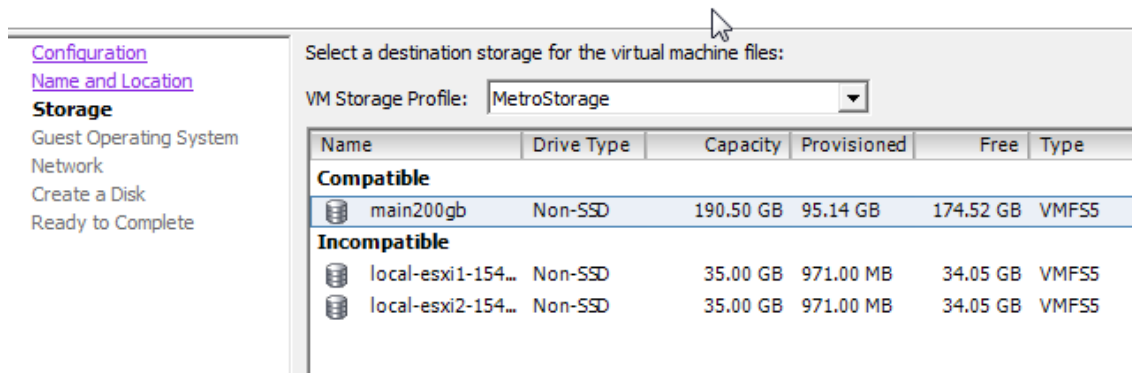 Configuration
Name and Location
Storage
Guest Operating System
Network
Create a Disk
Ready to Complete
Select a destination storage for the virtual machine files:
VM Storage Profile: MetroStorage
Name Drive Type Capacity Provisioned Free Type
Compatible
main200gb Non-SSD 190.50 GB 95.14 GB 174.52 GB VMFS5
Incompatible
local-esxi1-154... Non-SSD 35.00 GB 971.00 MB 34.05 GB VMFS5
local-esxi2-154... Non-SSD 35.00 GB 971.00 MB 34.05 GB VMFS5